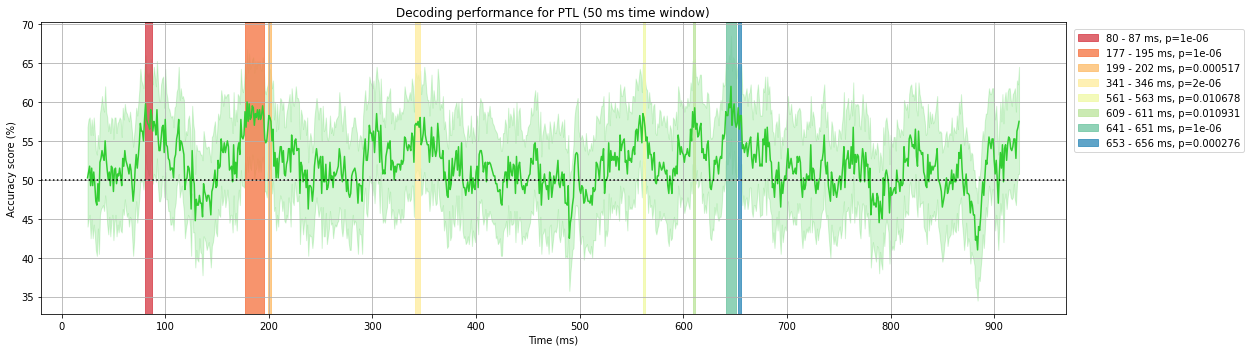 Decoding performance for PTL (50 ms time window)
Accuracy score (%)
70
65
60
55
50
45
40
35
0 100 200 300 400 500 600 700 800 900
Time (ms)
80 - 87 ms, p=1e-06
177 - 195 ms, p=1e-06
199 - 202 ms, p=0.000517
341 - 346 ms, p=2e-06
561 - 563 ms, p=0.010678
609 - 611 ms, p=0.010931
641 - 651 ms, p=1e-06
653 - 656 ms, p=0.000276